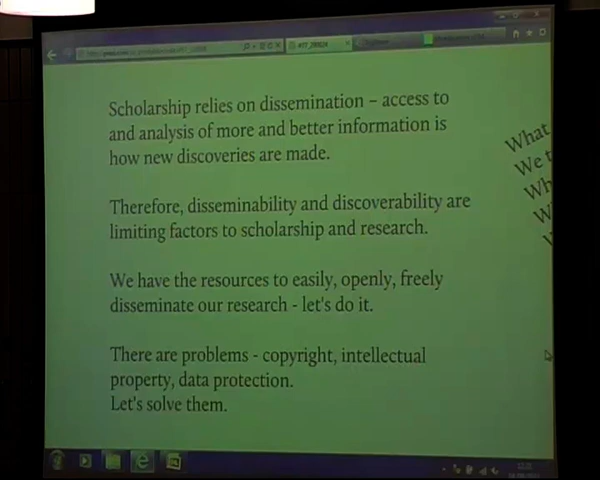 Scholarship relies on dissemination – access to
and analysis of more and better information is
how new discoveries are made.
Therefore, disseminability and discoverability are
limiting factors to scholarship and research.
We have the resources to easily, openly, freely
disseminate our research - let's do it.
There are problems - copyright, intellectual
property, data protection.
Let's solve them.
What
We t
Wh